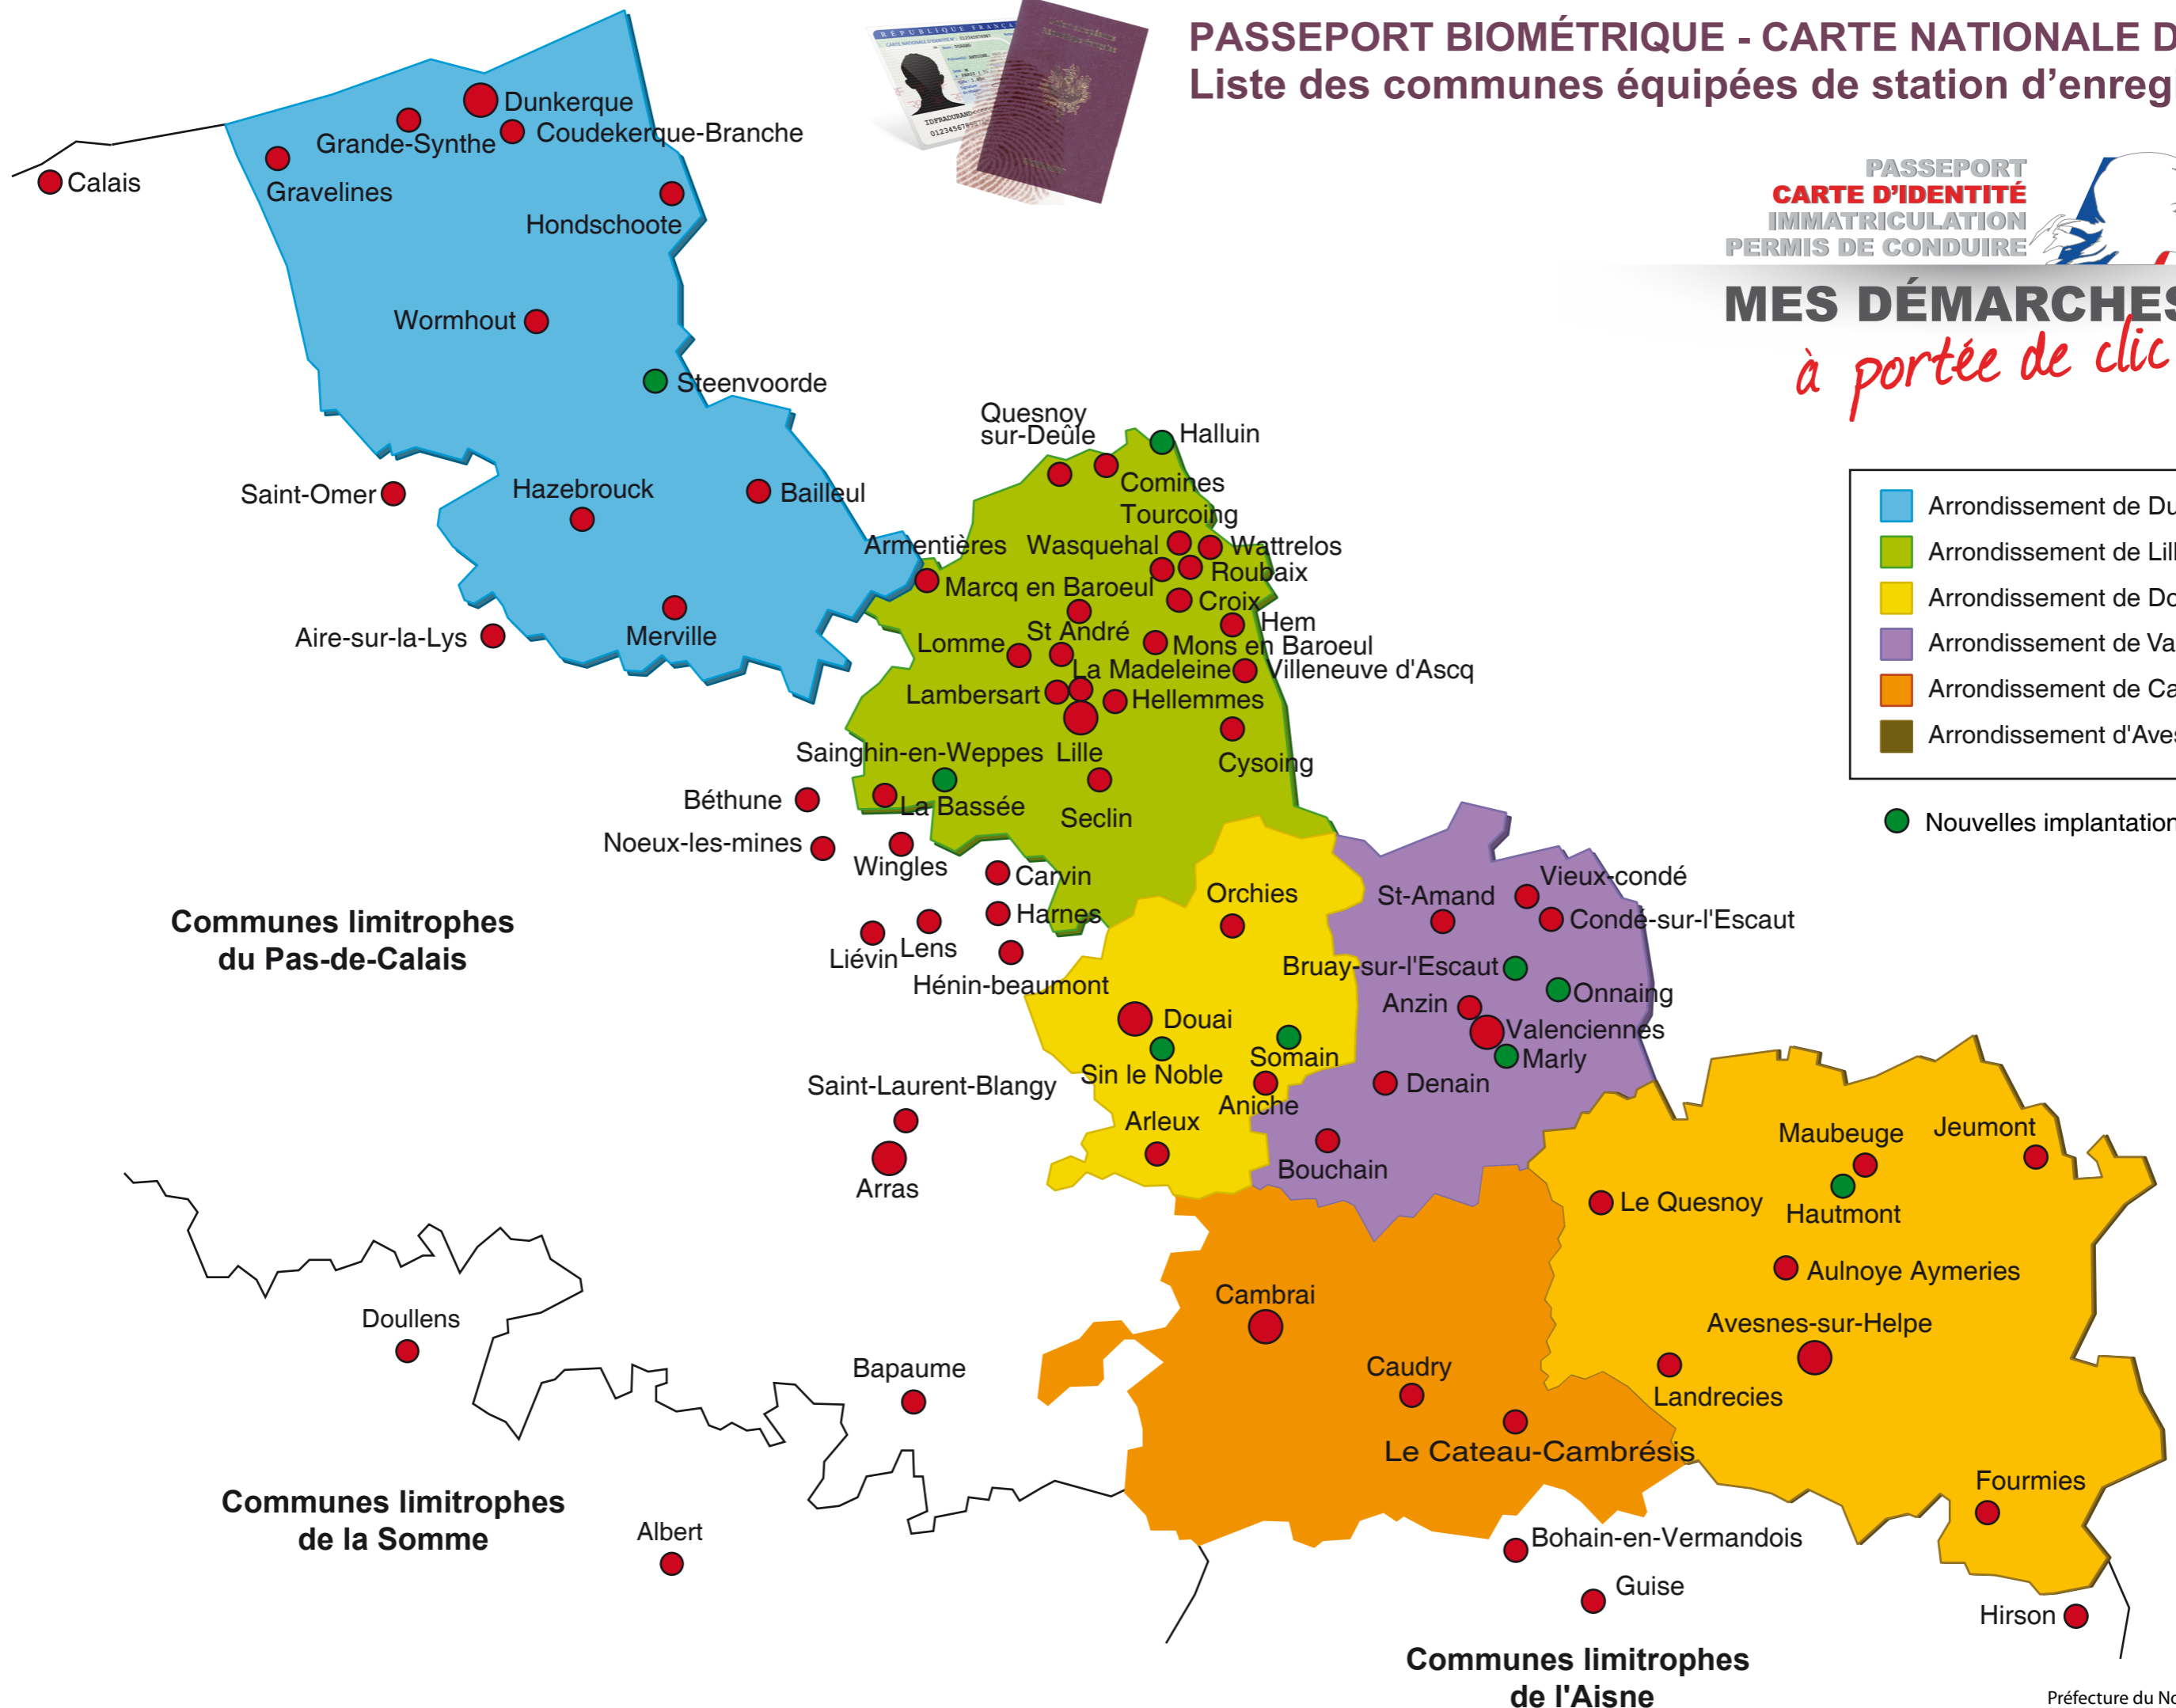 PASSEPORT BIOMÉTRIQUE - CARTE NATIONALE D
Liste des communes équipées de station d'enregi
RÉPUBLIQUE FRANÇA
PASSEPORT
CARTE D'IDENTITÉ
IMMATRICULATION
PERMIS DE CONDUIRE
MES DÉMARCHES
à portée de clic
Dunkerque
Grande-Synthe
Coudekerque-Branche
Calais
Gravelines
Hondschoote
Wormhout
Steenvoorde
Saint-Omer
Hazebrouck
Bailleul
Aire-sur-la-Lys
Merville
Quesnoy
sur-Deûle
Halluin
Comines
Tourcoing
Armentières
Wasquehal
Wattrelos
Roubaix
Marcq en Baroeul
Croix
Hem
St André
Lomme
Mons en Baroeul
La Madeleine
Villeneuve d'Ascq
Lambersart
Hellemmes
Sainghin-en-Weppes
Lille
Cysoing
La Bassée
Seclin
Béthune
Noeux-les-mines
Wingles
Carvin
Harnes
Liévin
Lens
Hénin-beaumont
Communes limitrophes
du Pas-de-Calais
Arrondissement de Du
Arrondissement de Lill
Arrondissement de Do
Arrondissement de Va
Arrondissement de Ca
Arrondissement d'Aves
Nouvelles implantation
Orchies
St-Amand
Vieux-condé
Condé-sur-l'Escaut
Bruay-sur-l'Escaut
Onnaing
Anzin
Valenciennes
Marly
Douai
Somain
Sin le Noble
Denain
Aniche
Arleux
Bouchain
Saint-Laurent-Blangy
Arras
Maubeuge
Jeumont
Le Quesnoy
Hautmont
Aulnoye Aymeries
Avesnes-sur-Helpe
Landrecies
Fourmies
Cambrai
Caudry
Le Cateau-Cambrésis
Doullens
Bapaume
Communes limitrophes
de la Somme
Albert
Bohain-en-Vermandois
Guise
Hirson
Communes limitrophes
de l'Aisne
Préfecture du No